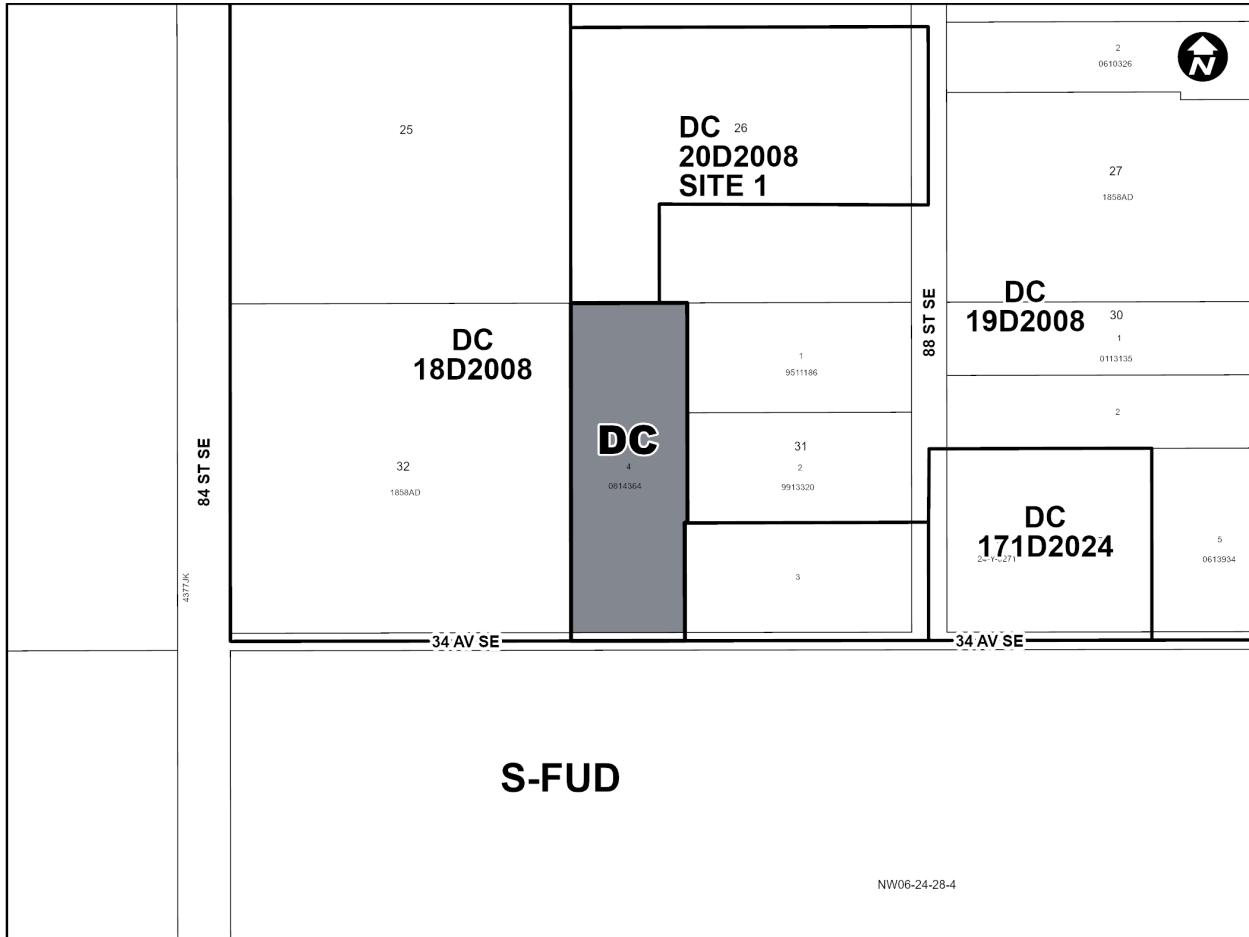 2
0610326
N
25
DC
26
20D2008
SITE 1
27
1858AD
88 ST SE
DC
19D2008
30
1
0113135
DC
18D2008
1
9511186
2
DC
4
0814364
31
2
9913320
84 ST SE
32
1858AD
DC
171D2024
5
0613934
3
4377JK
34 AV SE
34 AV SE
S-FUD
NW06-24-28-4